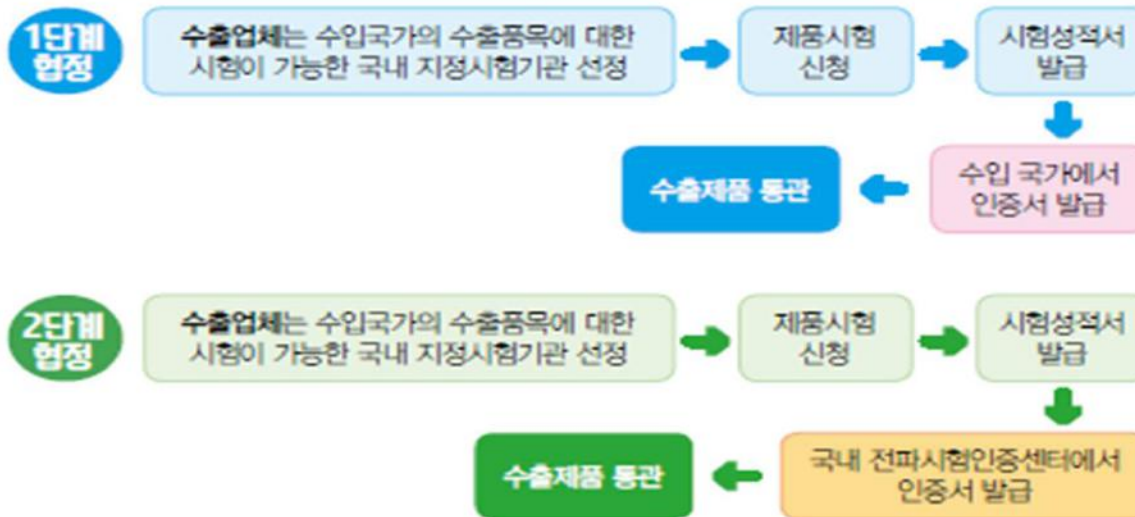 1단계
협정
수출업체는 수입국가의 수출품목에 대한
시험이 가능한 국내 지정시험기관 선정
제품시험
신청
시험성적서
발급
수입 국가에서
인증서 발급
수출제품 통관
2단계
협정
수출업체는 수입국가의 수출품목에 대한
시험이 가능한 국내 지정시험기관 선정
제품시험
신청
시험성적서
발급
국내 전파시험인증센터에서
인증서 발급
수출제품 통관